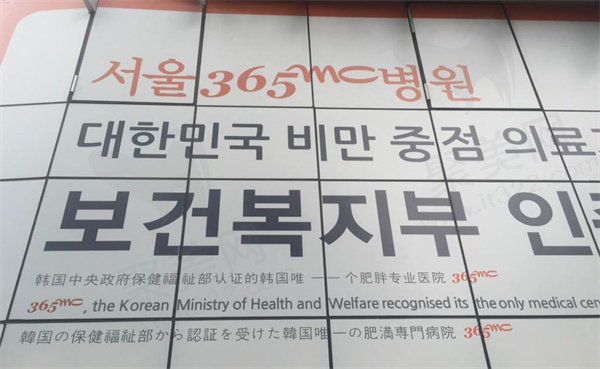 서울365mc병원
대한민국 비만 중점 의료
보건복지부 인
韩国中央政府保健福祉部认证的韩国唯一一个肥胖专业医院 365mc
365mc, the Korean Ministry of Health and Welfare recognised its the only medical cen
韓国の保健福祉部から認証を受けた韓国唯一の肥満専門病院 365mc